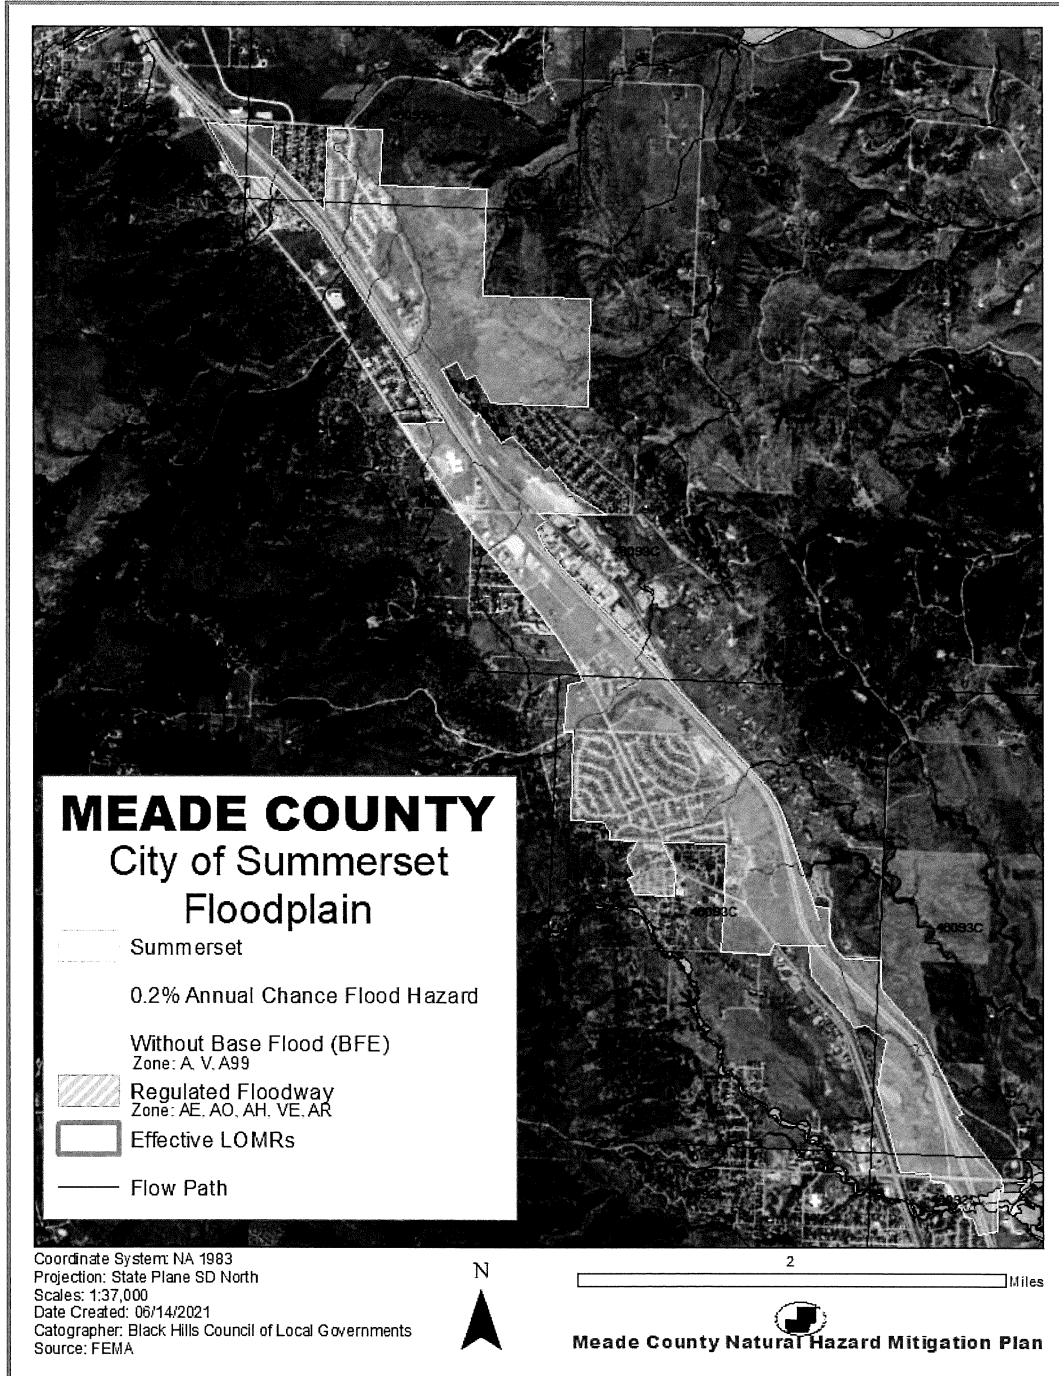 48093C
48093C
48093C
MEADE COUNTY
City of Summerset
Floodplain
Summerset
0.2% Annual Chance Flood Hazard
Without Base Flood (BFE)
Zone: A, V, A99
Regulated Floodway
Zone: AE, AO, AH, VE, AR
Effective LOMRs
Flow Path
Coordinate System: NA 1983
Projection: State Plane SD North
Scales: 1:37,000
Date Created: 06/14/2021
Catographer: Black Hills Council of Local Governments
Source: FEMA
N
2
Miles
Meade County Natural Hazard Mitigation Plan